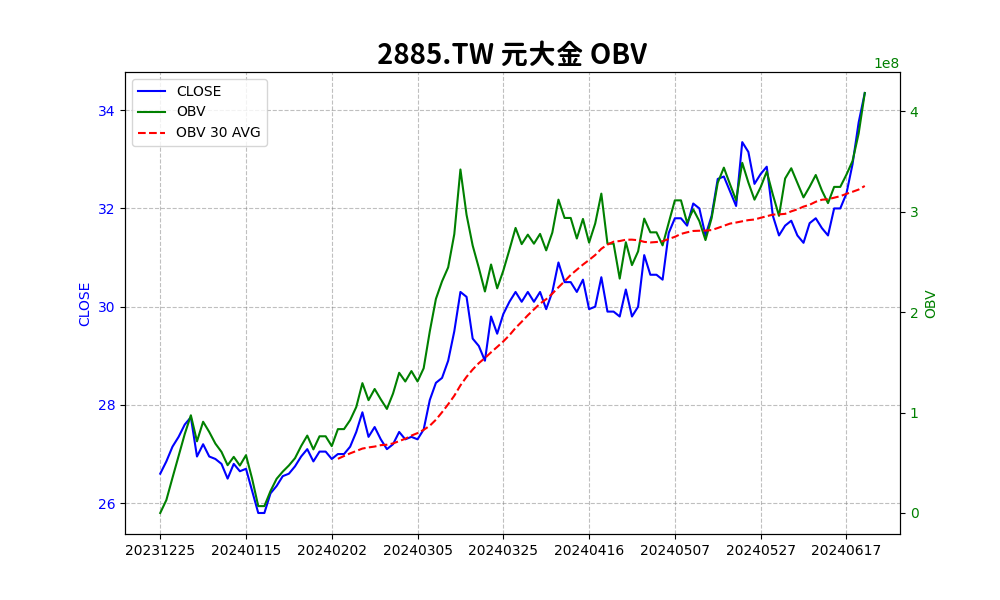 2885.TW 元大金 OBV
1e8
CLOSE
OBV
OBV 30 AVG
34
32
30
28
26
CLOSE
4
3
2
1
0
OBV
20231225 20240115 20240202 20240305 20240325 20240416 20240507 20240527 20240617